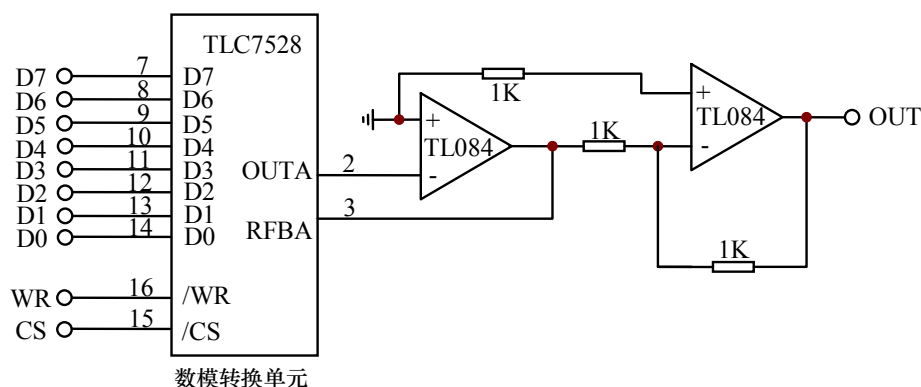 TLC7528
D7 7 D7
D6 8 D6
D5 9 D5
D4 10 D4
D3 11 D3
D2 12 D2
D1 13 D1
D0 14 D0
WR 16 /WR
CS 15 /CS
OUTA 2
RFBA 3
1K
+
TL084
-
1K
+
TL084
-
OUT
1K
数模转换单元